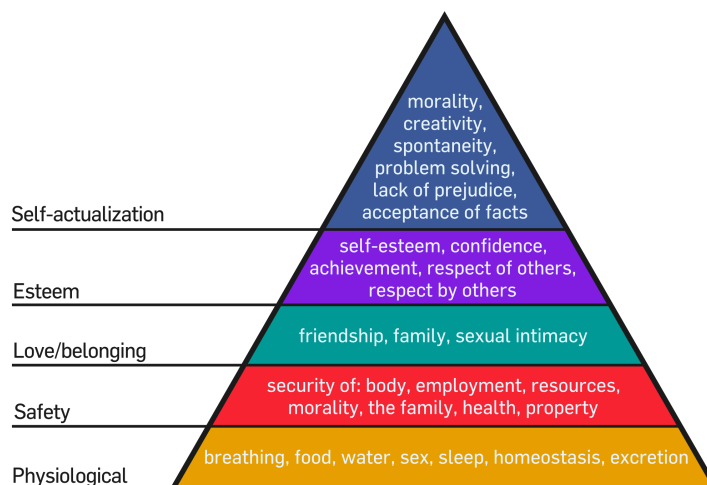 morality,
creativity,
spontaneity,
problem solving,
lack of prejudice,
acceptance of facts
Self-actualization
self-esteem, confidence,
achievement, respect of others,
respect by others
Esteem
friendship, family, sexual intimacy
Love/belonging
security of: body, employment, resources,
morality, the family, health, property
Safety
breathing, food, water, sex, sleep, homeostasis, excretion
Physiological